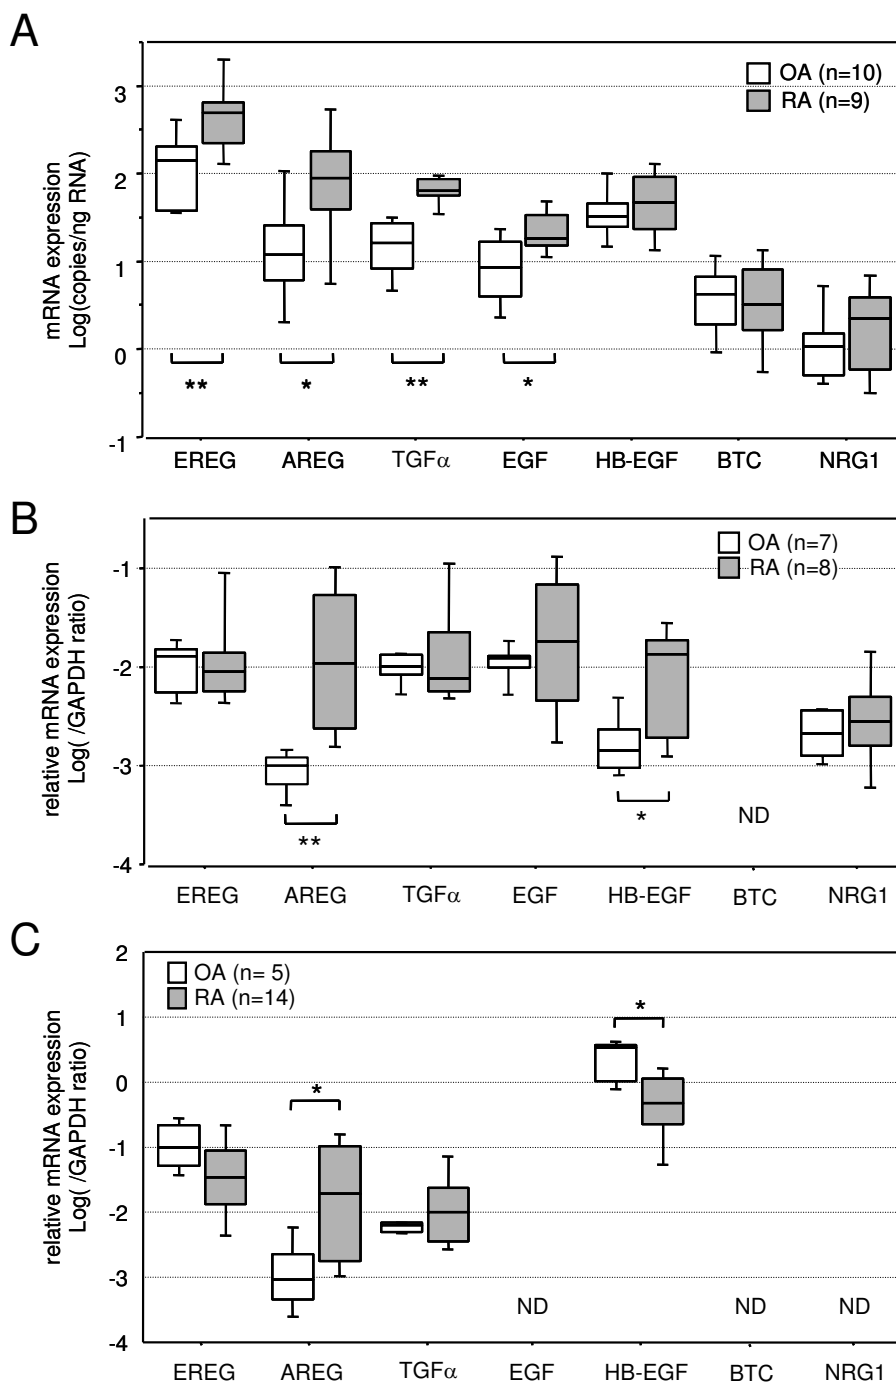 A
OA (n=10)
RA (n=9)
mRNA expression
Log(copies/ng RNA)
3
2
1
0
-1
** * ** *
EREG AREG TGFα EGF HB-EGF BTC NRG1
B
OA (n=7)
RA (n=8)
relative mRNA expression
Log( /GAPDH ratio)
-1
-2
-3
-4
** * ND
EREG AREG TGFα EGF HB-EGF BTC NRG1
C
OA (n= 5)
RA (n=14)
relative mRNA expression
Log( /GAPDH ratio)
2
1
0
-1
-2
-3
-4
* *
ND ND ND
EREG AREG TGFα EGF HB-EGF BTC NRG1